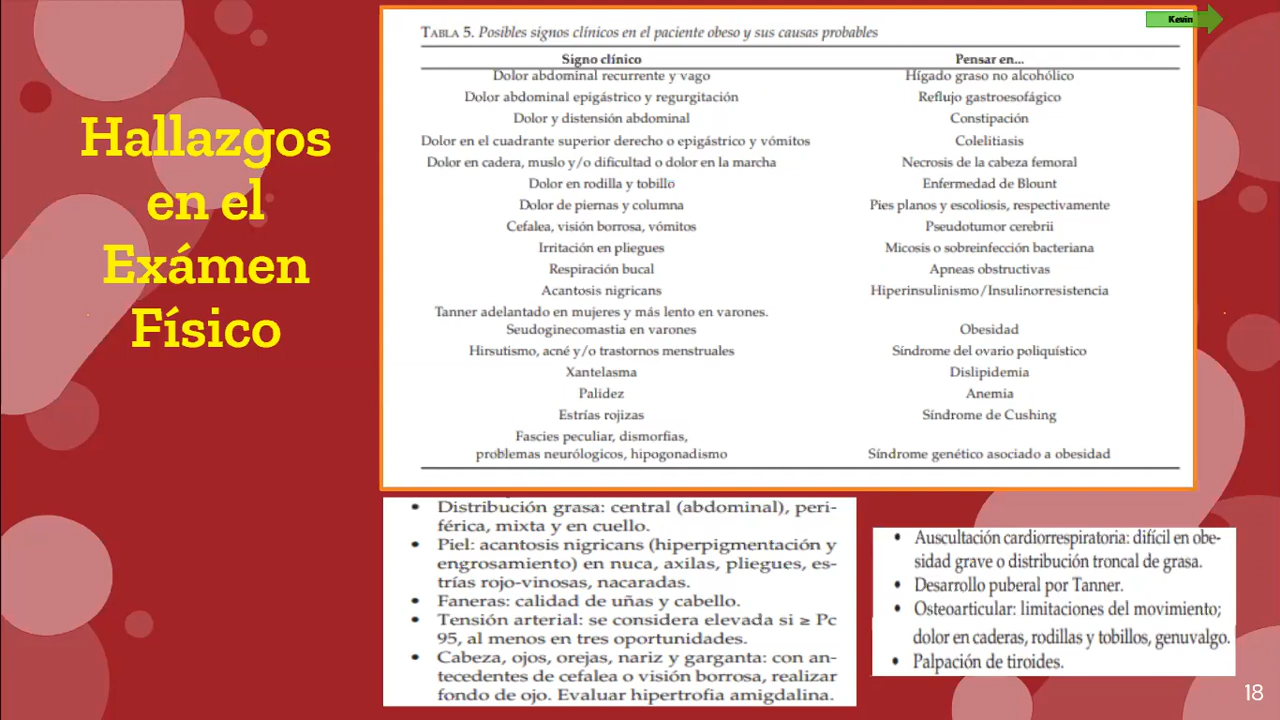 Kevin
Hallazgos
en el
Exámen
Físico
TABLA 5. Posibles signos clínicos en el paciente obeso y sus causas probables
Signo clínico Pensar en...
Dolor abdominal recurrente y vago Hígado graso no alcohólico
Dolor abdominal epigástrico y regurgitación Reflujo gastroesofágico
Dolor y distensión abdominal Constipación
Dolor en el cuadrante superior derecho o epigástrico y vómitos Colelitiasis
Dolor en cadera, muslo y/o dificultad o dolor en la marcha Necrosis de la cabeza femoral
Dolor en rodilla y tobillo Enfermedad de Blount
Dolor de piernas y columna Pies planos y escoliosis, respectivamente
Cefalea, visión borrosa, vómitos Pseudotumor cerebrii
Irritación en pliegues Micosis o sobreinfección bacteriana
Respiración bucal Apneas obstructivas
Acantosis nigricans Hiperinsulinismo/Insulinorresistencia
Tanner adelantado en mujeres y más lento en varones.
Seudoginecomastia en varones Obesidad
Hirsutismo, acné y/o trastornos menstruales Síndrome del ovario poliquístico
Xantelasma Dislipidemia
Palidez Anemia
Estrías rojizas Síndrome de Cushing
Fascies peculiar, dismorfias,
problemas neurólogicos, hipogonadismo Síndrome genético asociado a obesidad
• Distribución grasa: central (abdominal), peri-
férica, mixta y en cuello.
• Piel: acantosis nigricans (hiperpigmentación y
engrosamiento) en nuca, axilas, pliegues, es-
trías rojo-vinosas, nacaradas.
• Faneras: calidad de uñas y cabello.
• Tensión arterial: se considera elevada si ≥ Pc
95, al menos en tres oportunidades.
• Cabeza, ojos, orejas, nariz y garganta: con an-
tecedentes de cefalea o visión borrosa, realizar
fondo de ojo. Evaluar hipertrofia amigdalina.
• Auscultación cardiorrespiratoria: difícil en obe-
sidad grave o distribución troncal de grasa.
• Desarrollo puberal por Tanner.
• Osteoarticular: limitaciones del movimiento;
dolor en caderas, rodillas y tobillos, genuvalgo.
• Palpación de tiroides.
18